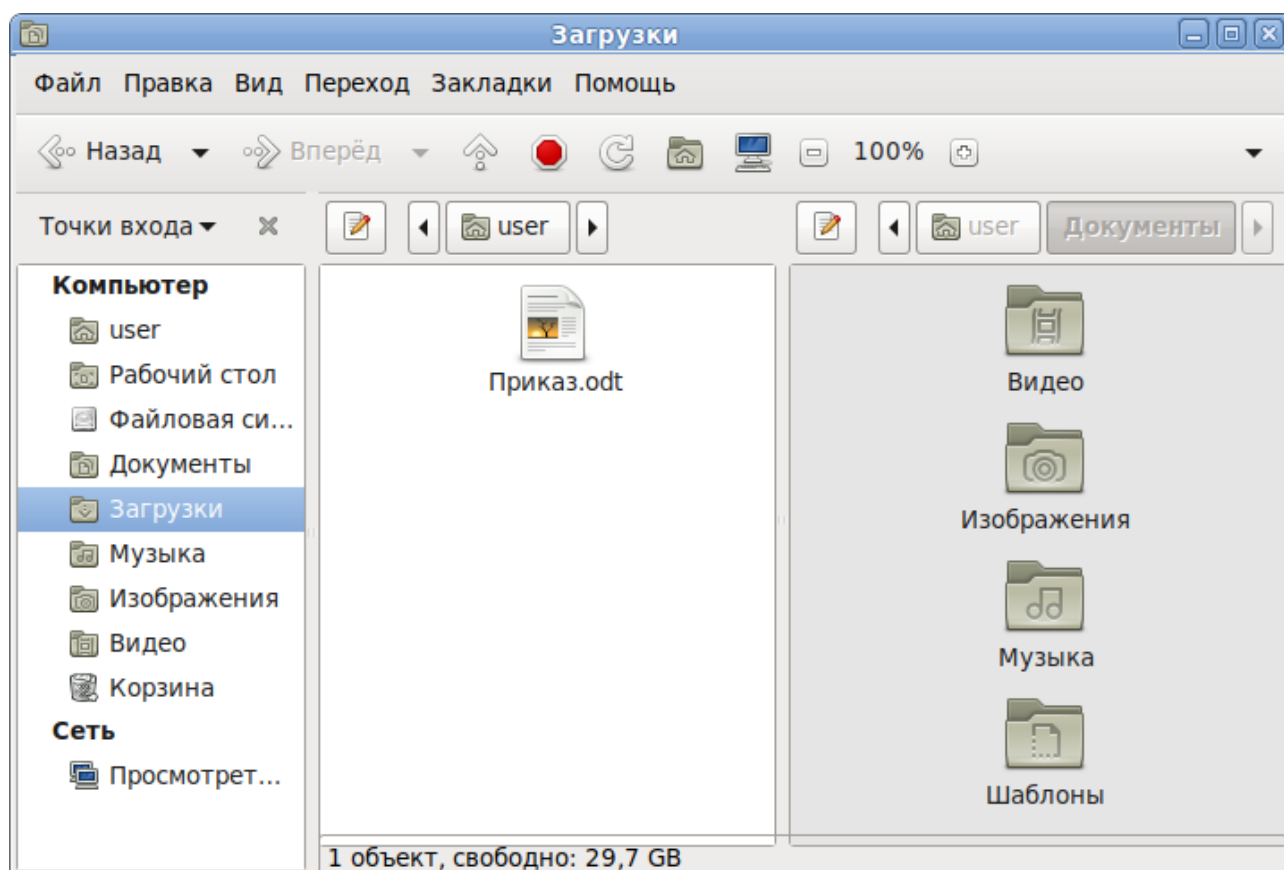 Загрузки
Файл Правка Вид Переход Закладки Помощь
Назад Вперёд 100%
Точки входа
user
user Документы
Компьютер
user
Рабочий стол
Файловая си...
Документы
Загрузки
Музыка
Изображения
Видео
Корзина
Сеть
Просмотрет...
Приказ.odt
Видео
Изображения
Музыка
Шаблоны
1 объект, свободно: 29,7 GB